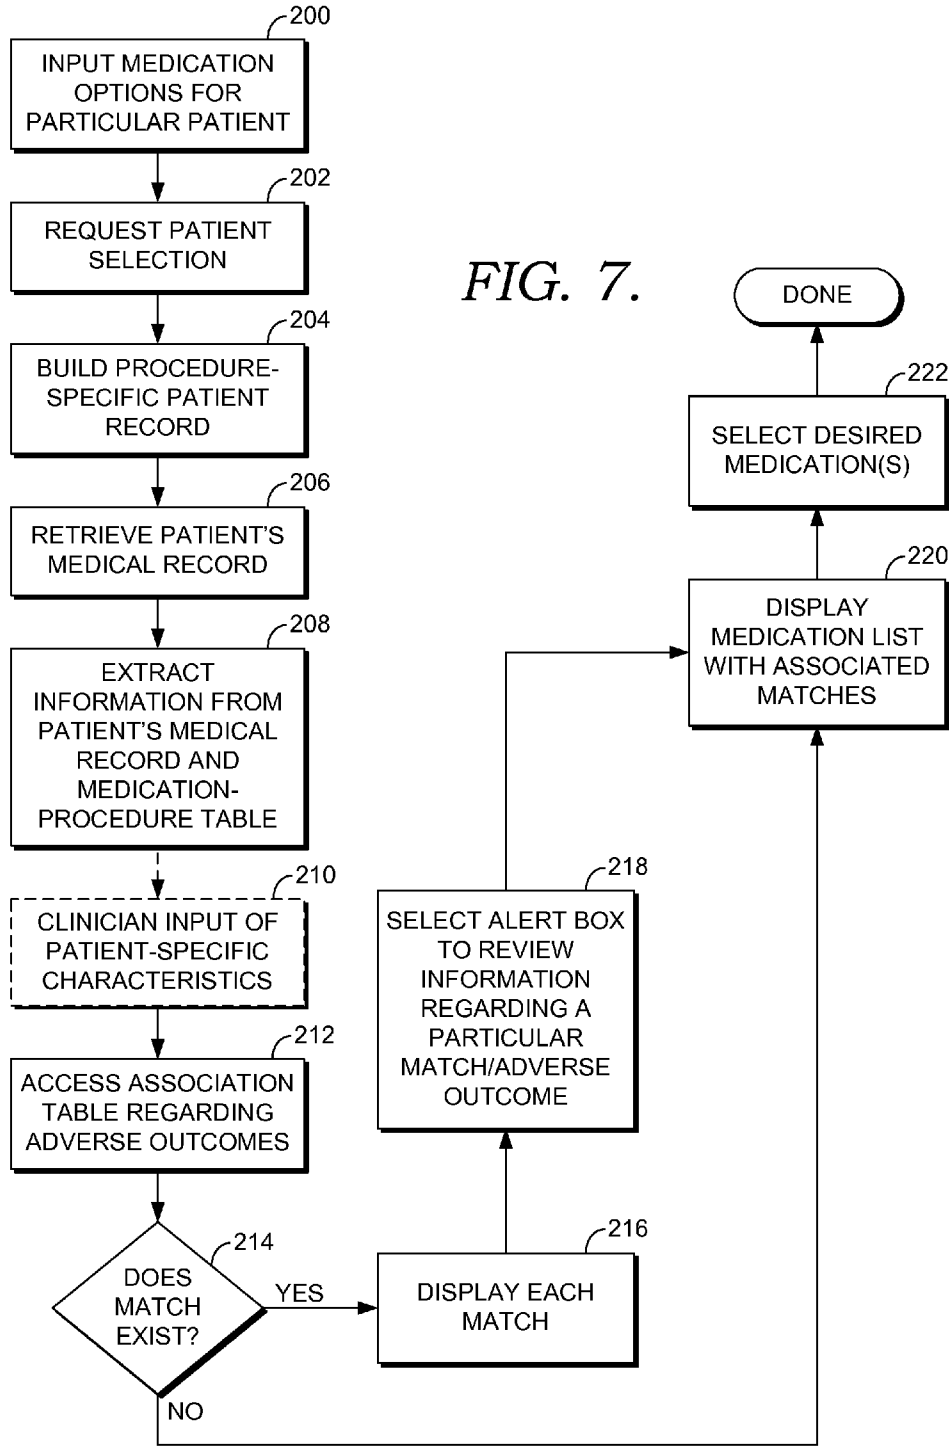 200
INPUT MEDICATION
OPTIONS FOR
PARTICULAR PATIENT
202
REQUEST PATIENT
SELECTION
204
BUILD PROCEDURE-
SPECIFIC PATIENT
RECORD
206
RETRIEVE PATIENT'S
MEDICAL RECORD
208
EXTRACT
INFORMATION FROM
PATIENT'S MEDICAL
RECORD AND
MEDICATION-
PROCEDURE TABLE
210
CLINICIAN INPUT OF
PATIENT-SPECIFIC
CHARACTERISTICS
212
ACCESS ASSOCIATION
TABLE REGARDING
ADVERSE OUTCOMES
214
DOES
MATCH
EXIST?
YES
NO
216
DISPLAY EACH
MATCH
218
SELECT ALERT BOX
TO REVIEW
INFORMATION
REGARDING A
PARTICULAR
MATCH/ADVERSE
OUTCOME
220
DISPLAY
MEDICATION LIST
WITH ASSOCIATED
MATCHES
222
SELECT DESIRED
MEDICATION(S)
DONE
FIG. 7.